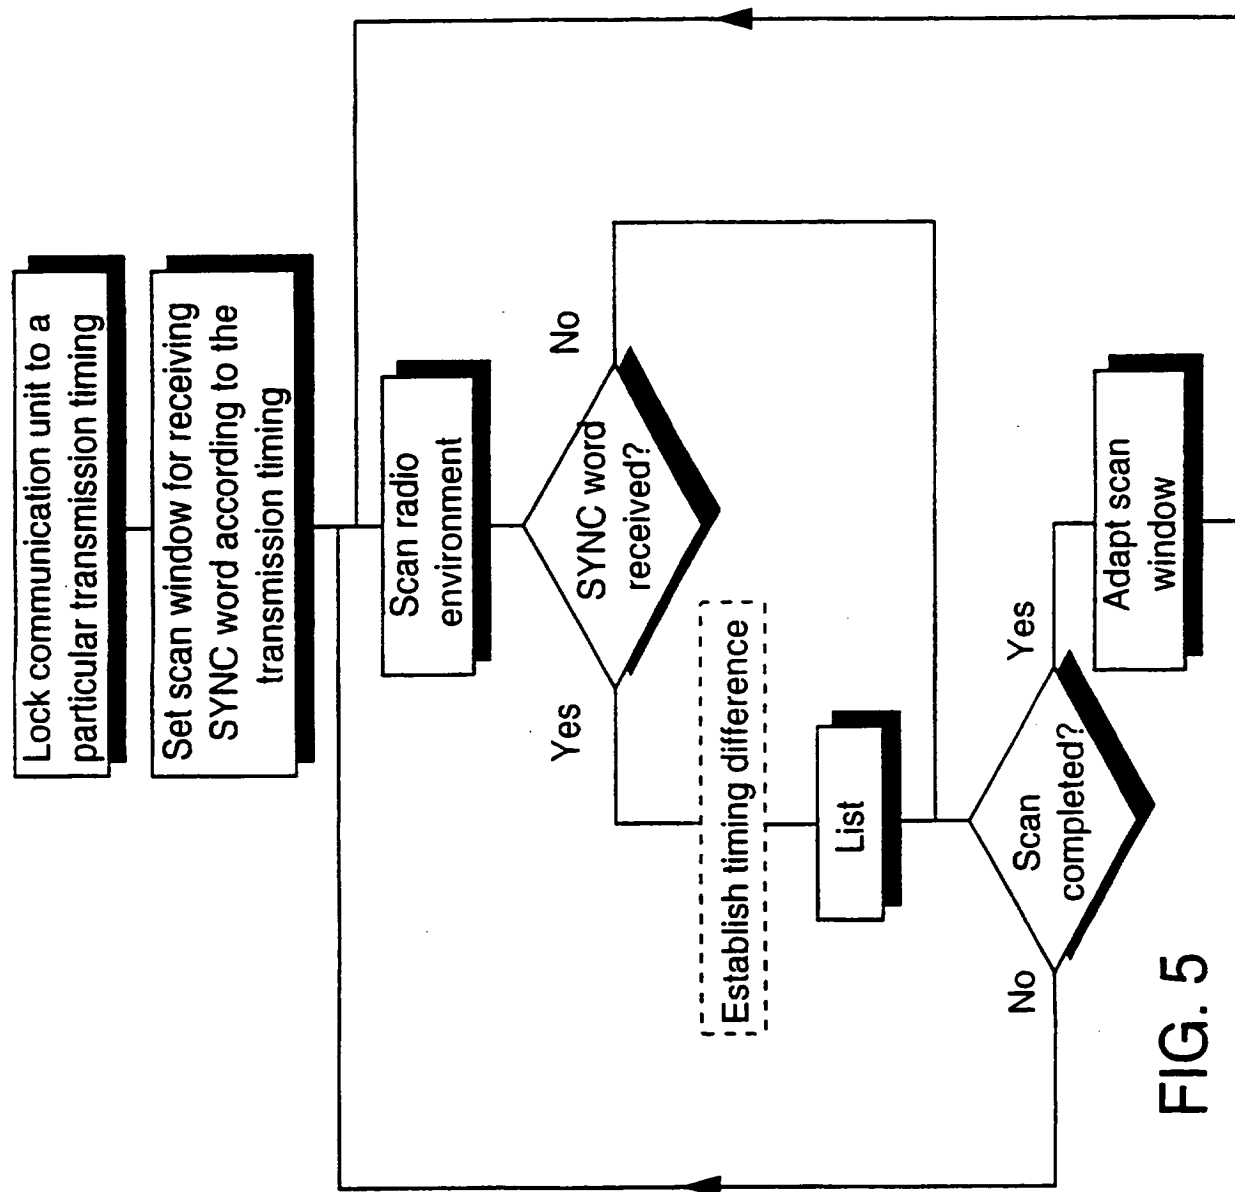 Lock communication unit to a
particular transmission timing
Set scan window for receiving
SYNC word according to the
transmission timing
Scan radio
environment
SYNC word
received?
No
Yes
Establish timing difference
List
Scan
completed?
Yes
No
Adapt scan
window
FIG. 5